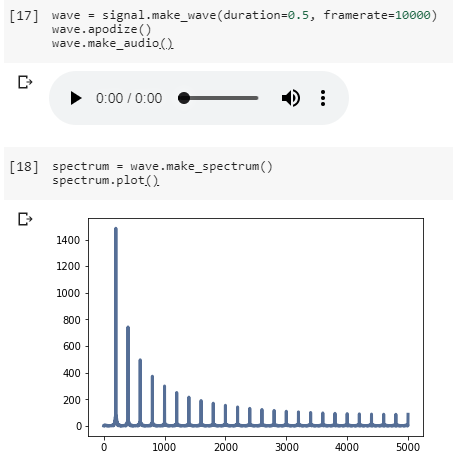 [17] wave = signal.make_wave(duration=0.5, framerate=10000)
wave.apodize()
wave.make_audio()
0:00 / 0:00
[18] spectrum = wave.make_spectrum()
spectrum.plot()
1400
1200
1000
800
600
400
200
0
0 1000 2000 3000 4000 5000